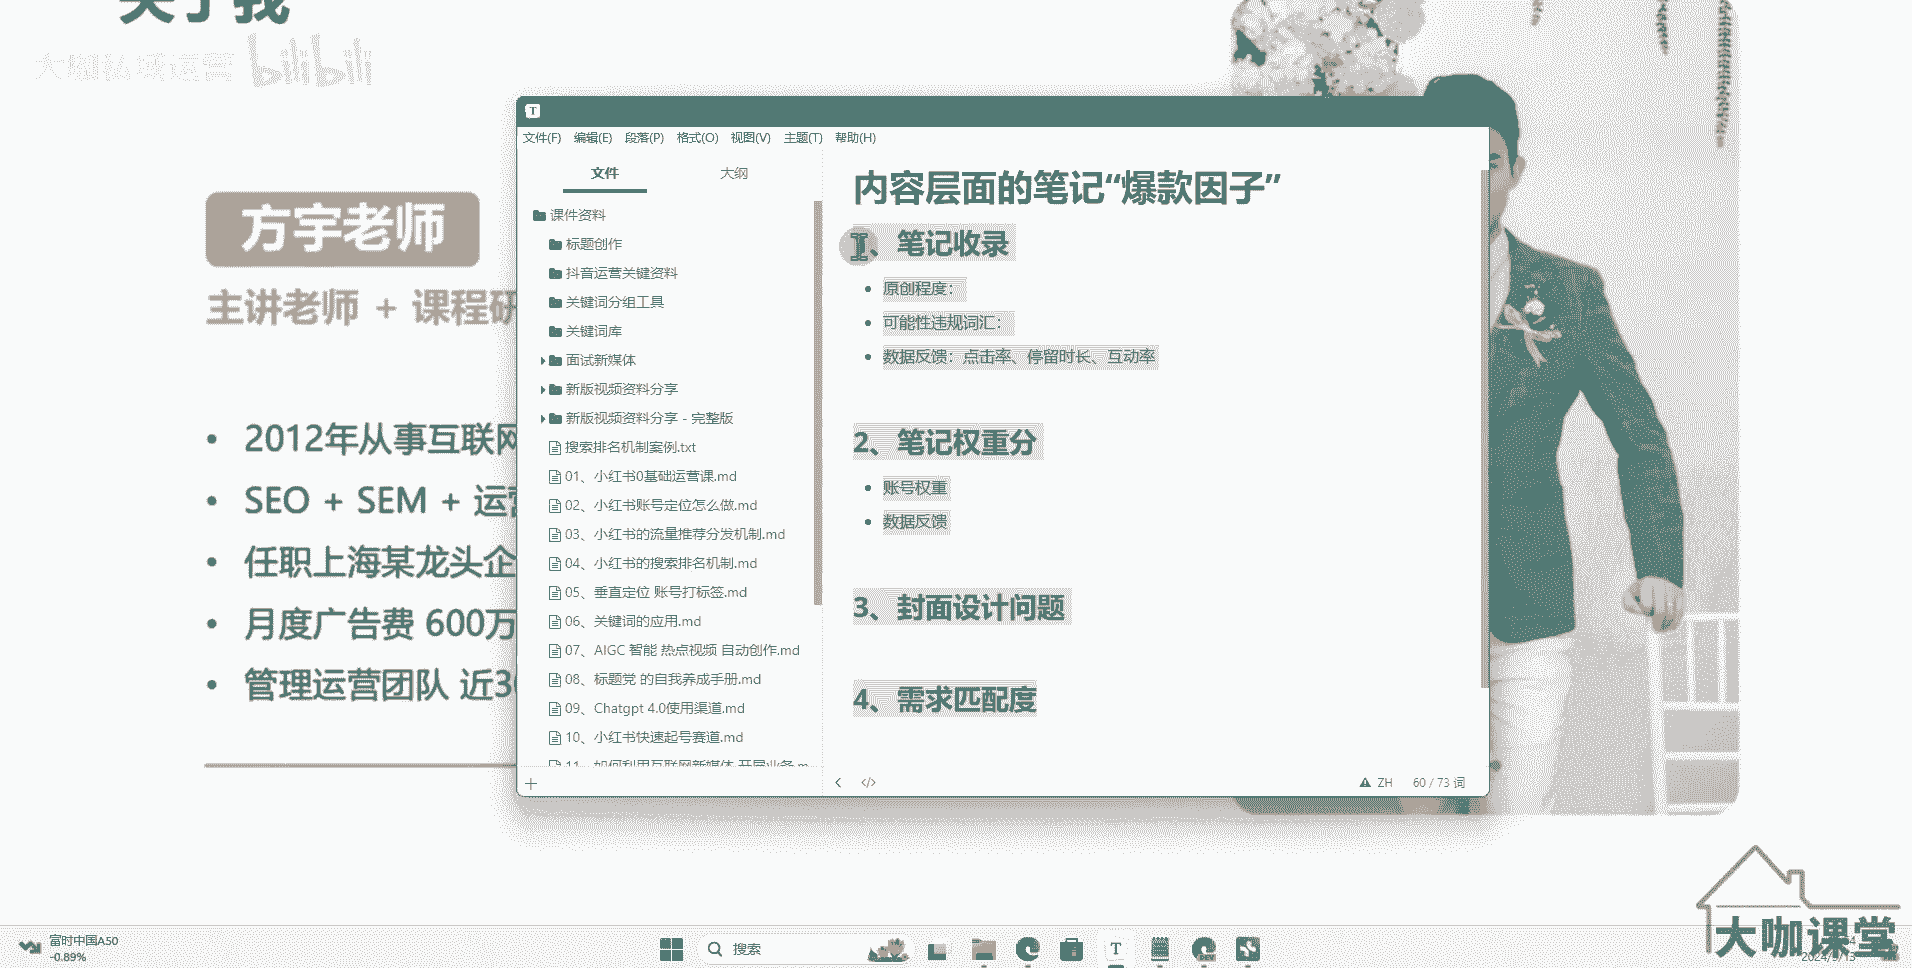 关于我
大咖私域运营 bilibili
方宇老师
主讲老师 + 课程研
2012年从事互联网
SEO + SEM + 运营
任职上海某龙头企
月度广告费 600万
管理运营团队 近30
文件(F) 编辑(E) 段落(P) 格式(O) 视图(V) 主题(T) 帮助(H)
文件 大纲
课件资料
标题创作
抖音运营关键资料
关键词分组工具
关键词库
面试新媒体
新版视频资料分享
新版视频资料分享 - 完整版
搜索排名机制案例.txt
01、小红书0基础运营课.md
02、小红书账号定位怎么做.md
03、小红书的流量推荐分发机制.md
04、小红书的搜索排名机制.md
05、垂直定位 账号打标签.md
06、关键词的应用.md
07、AIGC 智能 热点视频 自动创作.md
08、标题党 的自我养成手册.md
09、Chatgpt 4.0使用渠道.md
10、小红书快速起号赛道.md
11、如何利用互联网新媒体 开展业务.m
内容层面的笔记“爆款因子”
1、笔记收录
原创程度：
可能性违规词汇：
数据反馈：点击率、停留时长、互动率
2、笔记权重分
账号权重
数据反馈
3、封面设计问题
4、需求匹配度
ZH 60 / 73 词
富时中国A50
-0.89%
搜索
大咖课堂